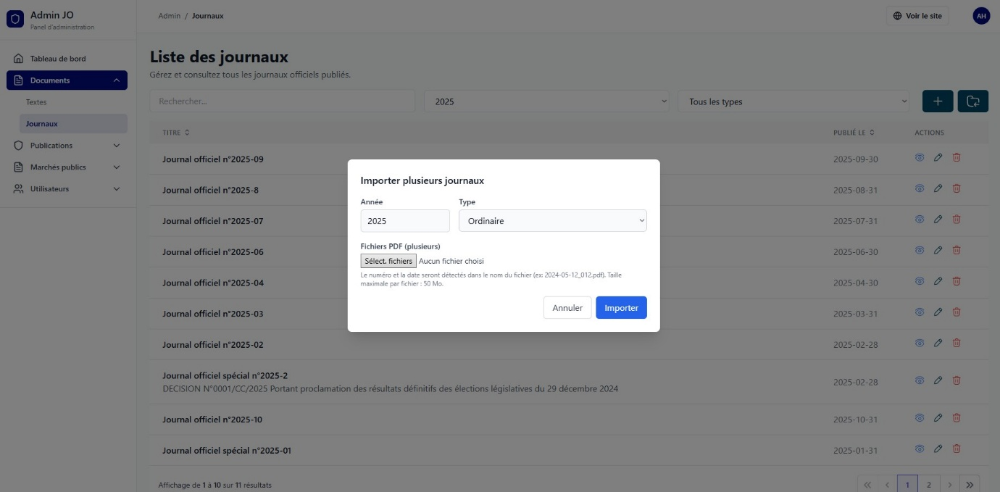 Admin JO
Panel d'administration
Admin / Journaux
Voir le site
AH
Tableau de bord
Documents
Textes
Journaux
Publications
Marchés publics
Utilisateurs
Liste des journaux
Gérez et consultez tous les journaux officiels publiés.
Rechercher...
2025
Tous les types
TITRE PUBLIÉ LE ACTIONS
Journal officiel n°2025-09 2025-09-30
Journal officiel n°2025-8 2025-08-31
Journal officiel n°2025-07 2025-07-31
Journal officiel n°2025-06 2025-06-30
Journal officiel n°2025-04 2025-04-30
Journal officiel n°2025-03 2025-03-31
Journal officiel n°2025-02 2025-02-28
Journal officiel spécial n°2025-2 2025-02-28
DECISION N°0001/CC/2025 Portant proclamation des résultats définitifs des élections législatives du 29 décembre 2024
Journal officiel n°2025-10 2025-10-31
Journal officiel spécial n°2025-01 2025-01-31
Affichage de 1 à 10 sur 11 résultats
1 2
Importer plusieurs journaux
Année Type
2025 Ordinaire
Fichiers PDF (plusieurs)
Sélect. fichiers Aucun fichier choisi
Le numéro et la date seront détectés dans le nom du fichier (ex: 2024-05-12_012.pdf). Taille
maximale par fichier : 50 Mo.
Annuler Importer